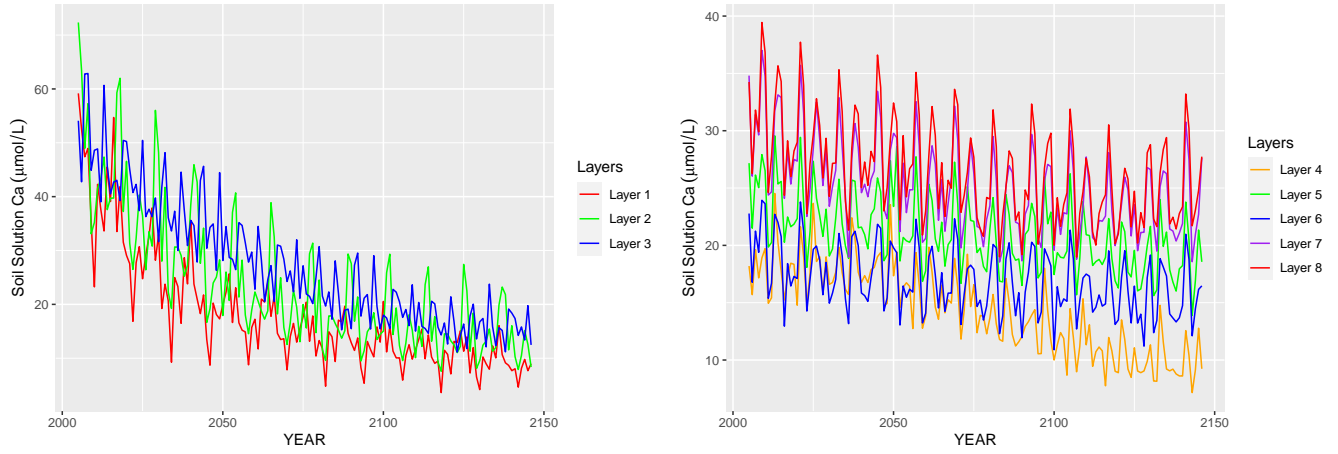 Soil Solution Ca (μmol/L)
60
40
20
2000
2050
2100
2150
YEAR
Layers
Layer 1
Layer 2
Layer 3
Soil Solution Ca (μmol/L)
40
30
20
10
2000
2050
2100
2150
YEAR
Layers
Layer 4
Layer 5
Layer 6
Layer 7
Layer 8